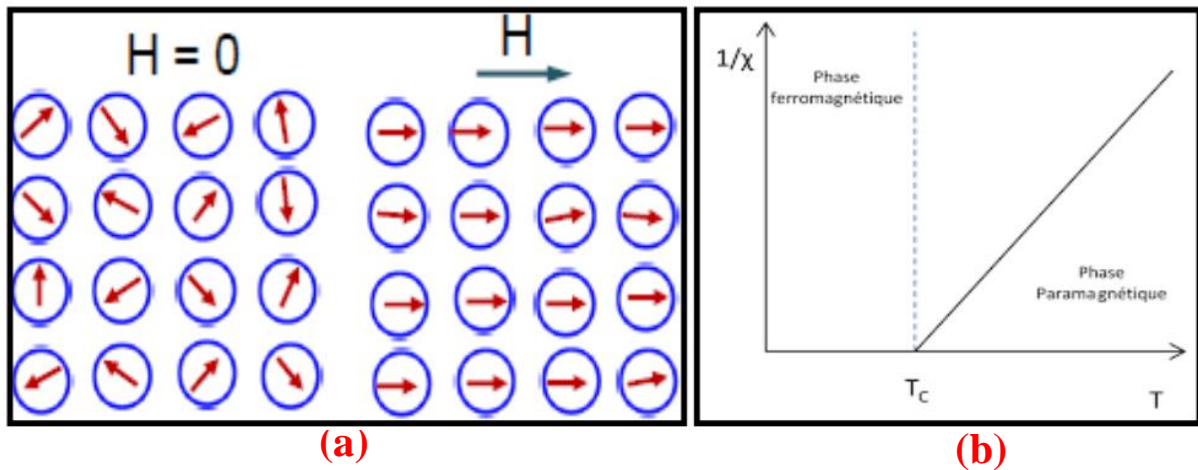 H = 0
H
(a)
1/χ
Phase
ferromagnétique
Phase
Paramagnétique
T_C
T
(b)